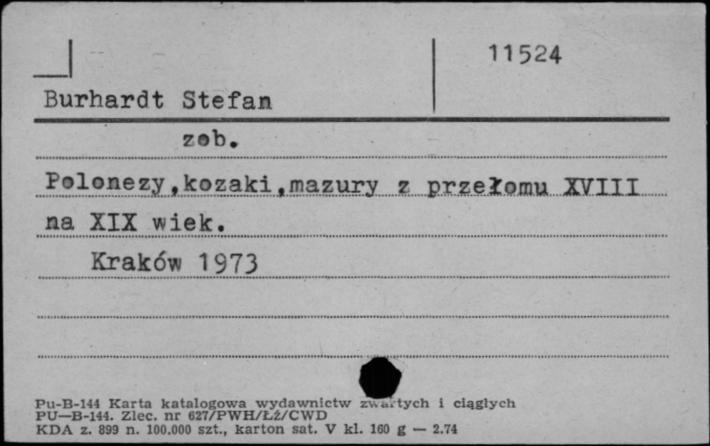 11524
Burhardt Stefan
zob.
Polonezy,kozaki,mazury z przełomu XVIII
na XIX wiek.
Kraków 1973
Pu-B-144 Karta katalogowa wydawnictw zwartych i ciągłych
PU—B-144. Zlec. nr 627/PWH/ŁŻ/CWD
KDA z. 899 n. 100.000 szt., karton sat. V kl. 160 g — 2.74